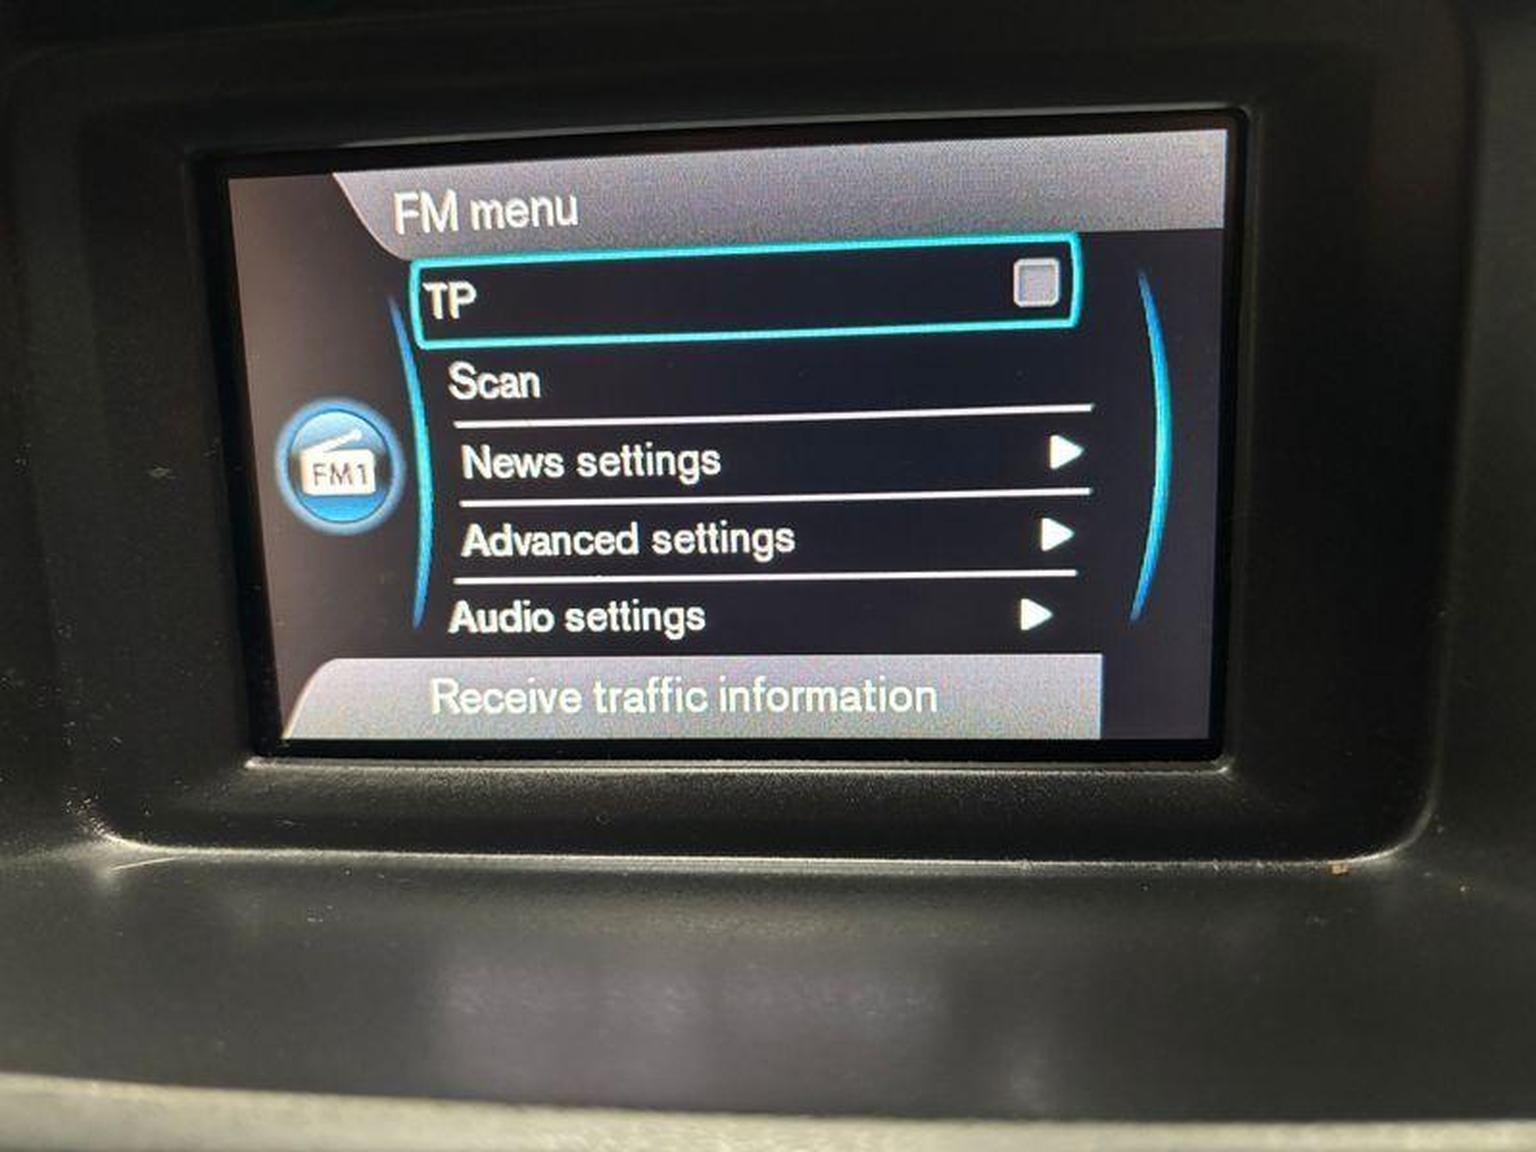 FM menu
TP
Scan
FM1
News settings
Advanced settings
Audio settings
Receive traffic information